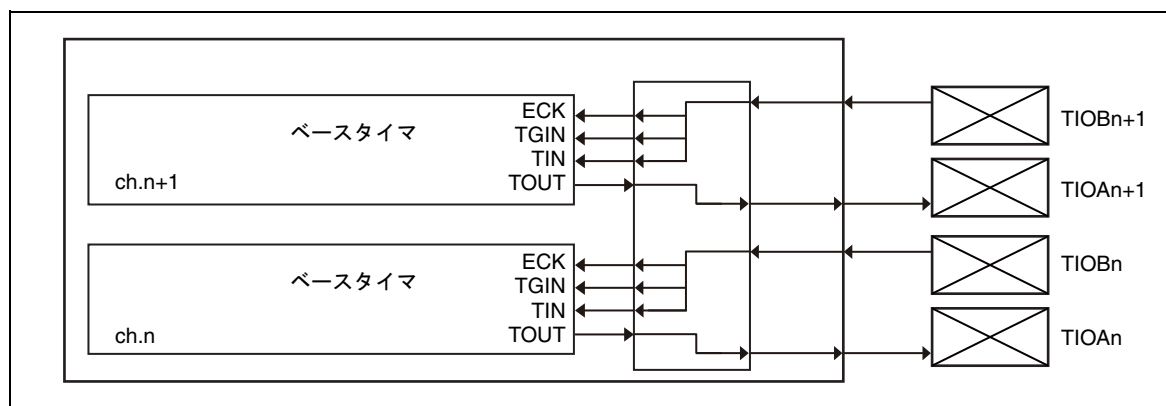 ベースタイマ
ch.n+1
ECK
TGIN
TIN
TOUT
TIOBn+1
TIOAn+1
ベースタイマ
ch.n
ECK
TGIN
TIN
TOUT
TIOBn
TIOAn